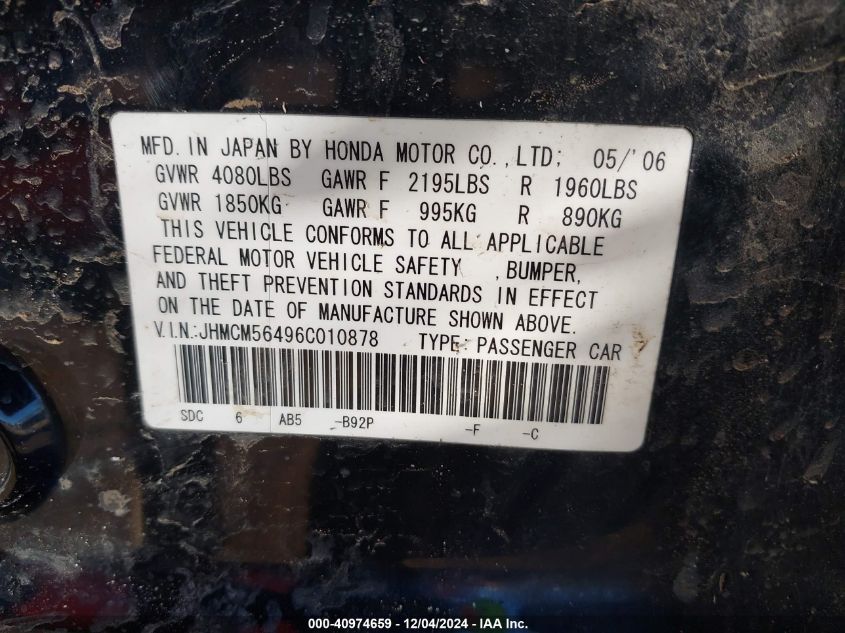 MFD. IN JAPAN BY HONDA MOTOR CO.,LTD; 05/'06
GVWR 4080LBS GAWR F 2195LBS R 1960LBS
GVWR 1850KG GAWR F 995KG R 890KG
THIS VEHICLE CONFORMS TO ALL APPLICABLE
FEDERAL MOTOR VEHICLE SAFETY , BUMPER,
AND THEFT PREVENTION STANDARDS IN EFFECT
ON THE DATE OF MANUFACTURE SHOWN ABOVE.
V.I.N.:JHMCM56496C010878 TYPE: PASSENGER CAR
SDC 6 AB5 -B92P -F -C
000-40974659 - 12/04/2024 - IAA Inc.